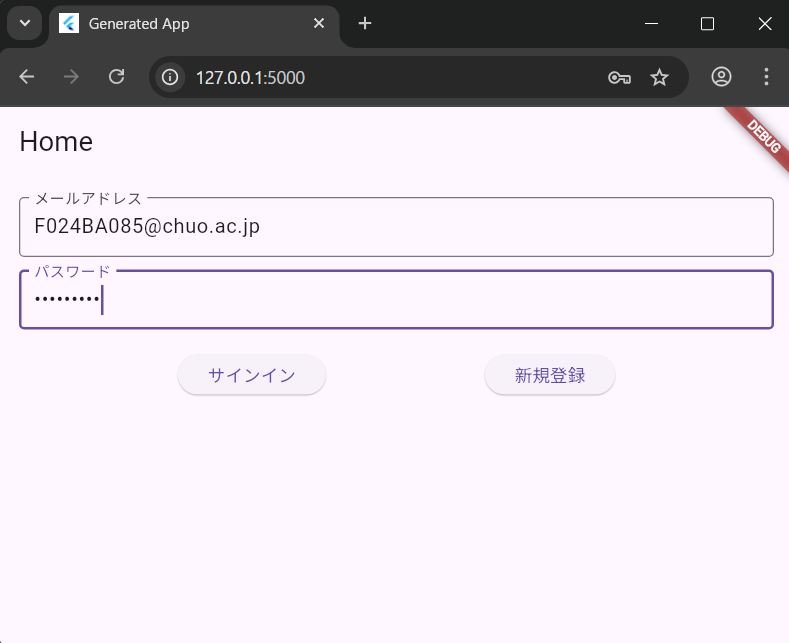 Generated App
127.0.0.1:5000
Home
DEBUG
メールアドレス
F024BA085@chuo.ac.jp
パスワード
•••••••••
サインイン
新規登録